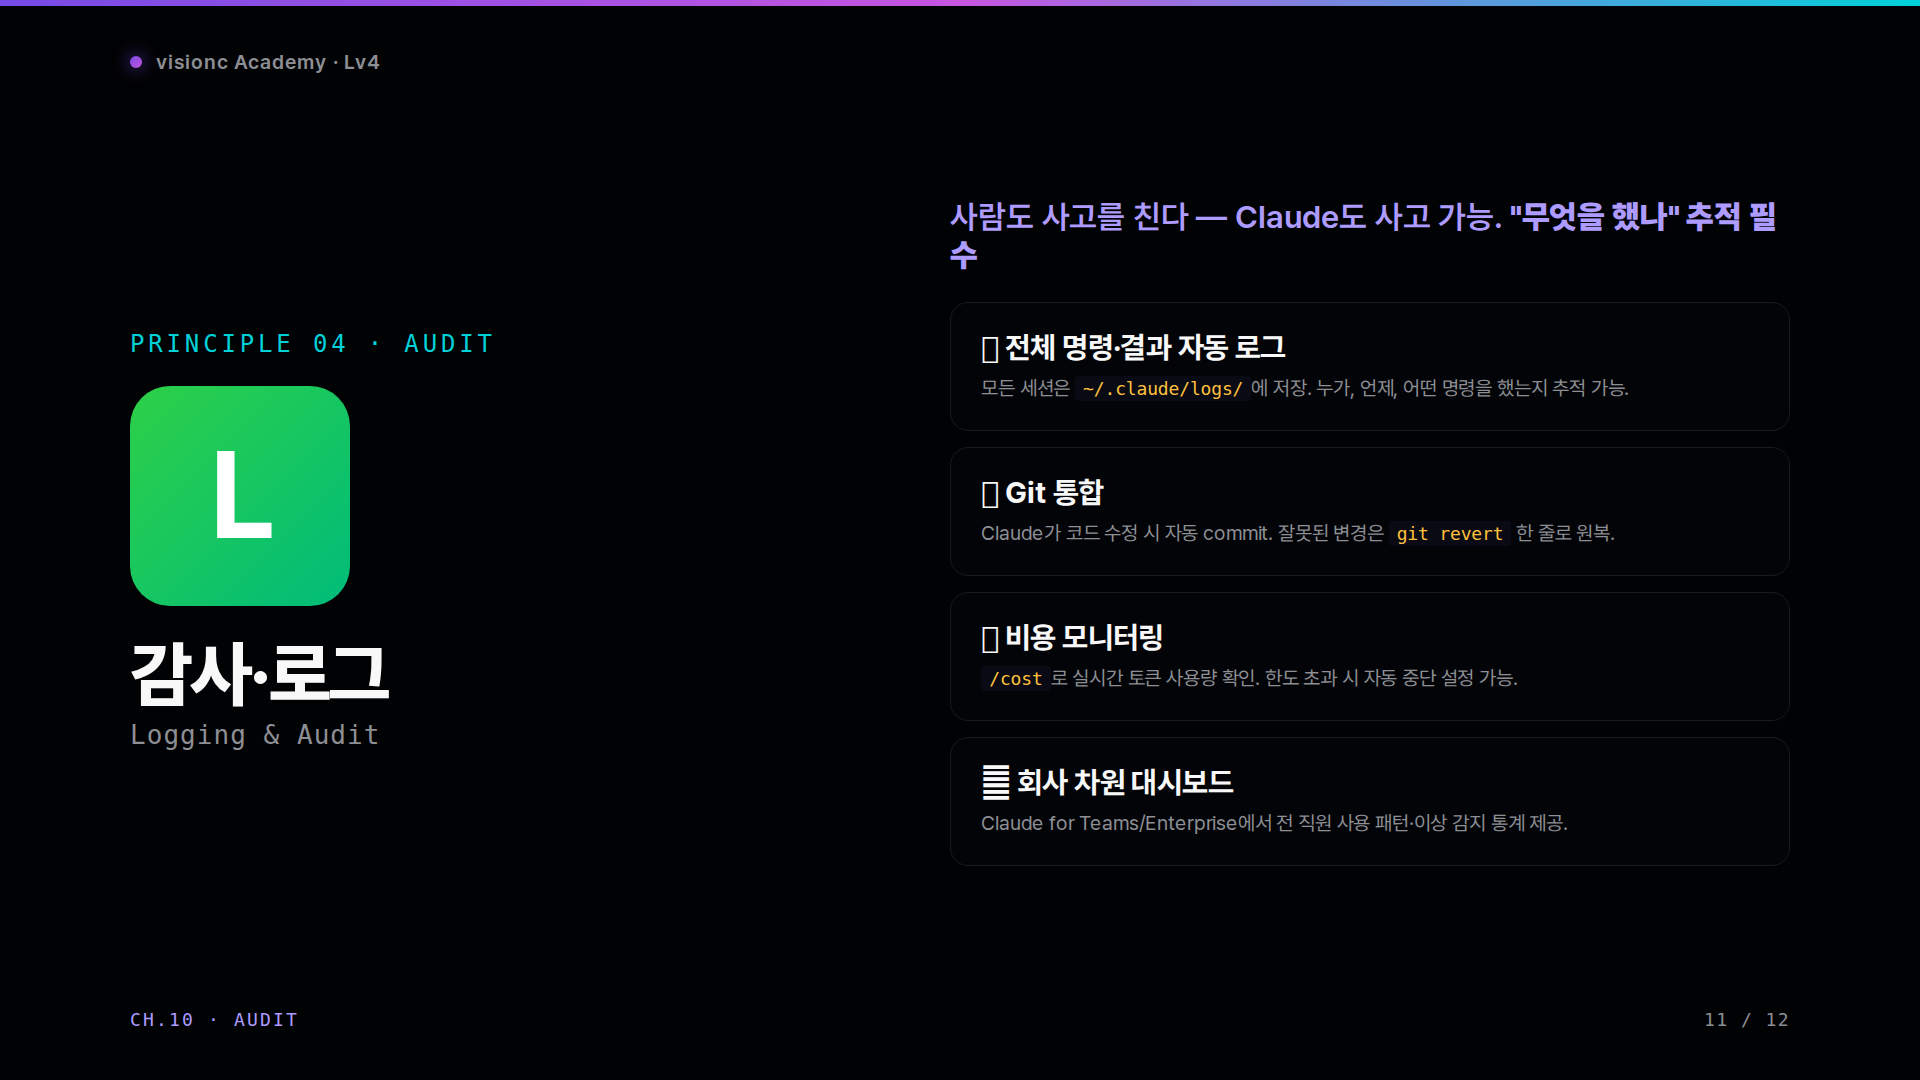 visionc Academy · Lv4
PRINCIPLE 04 · AUDIT
L
감사·로그
Logging & Audit
사람도 사고를 친다 — Claude도 사고 가능. "무엇을 했나" 추적 필
수
전체 명령·결과 자동 로그
모든 세션은 ~/.claude/logs/ 에 저장. 누가, 언제, 어떤 명령을 했는지 추적 가능.
Git 통합
Claude가 코드 수정 시 자동 commit. 잘못된 변경은 git revert 한 줄로 원복.
비용 모니터링
/cost 로 실시간 토큰 사용량 확인. 한도 초과 시 자동 중단 설정 가능.
회사 차원 대시보드
Claude for Teams/Enterprise에서 전 직원 사용 패턴·이상 감지 통계 제공.
CH.10 · AUDIT
11 / 12